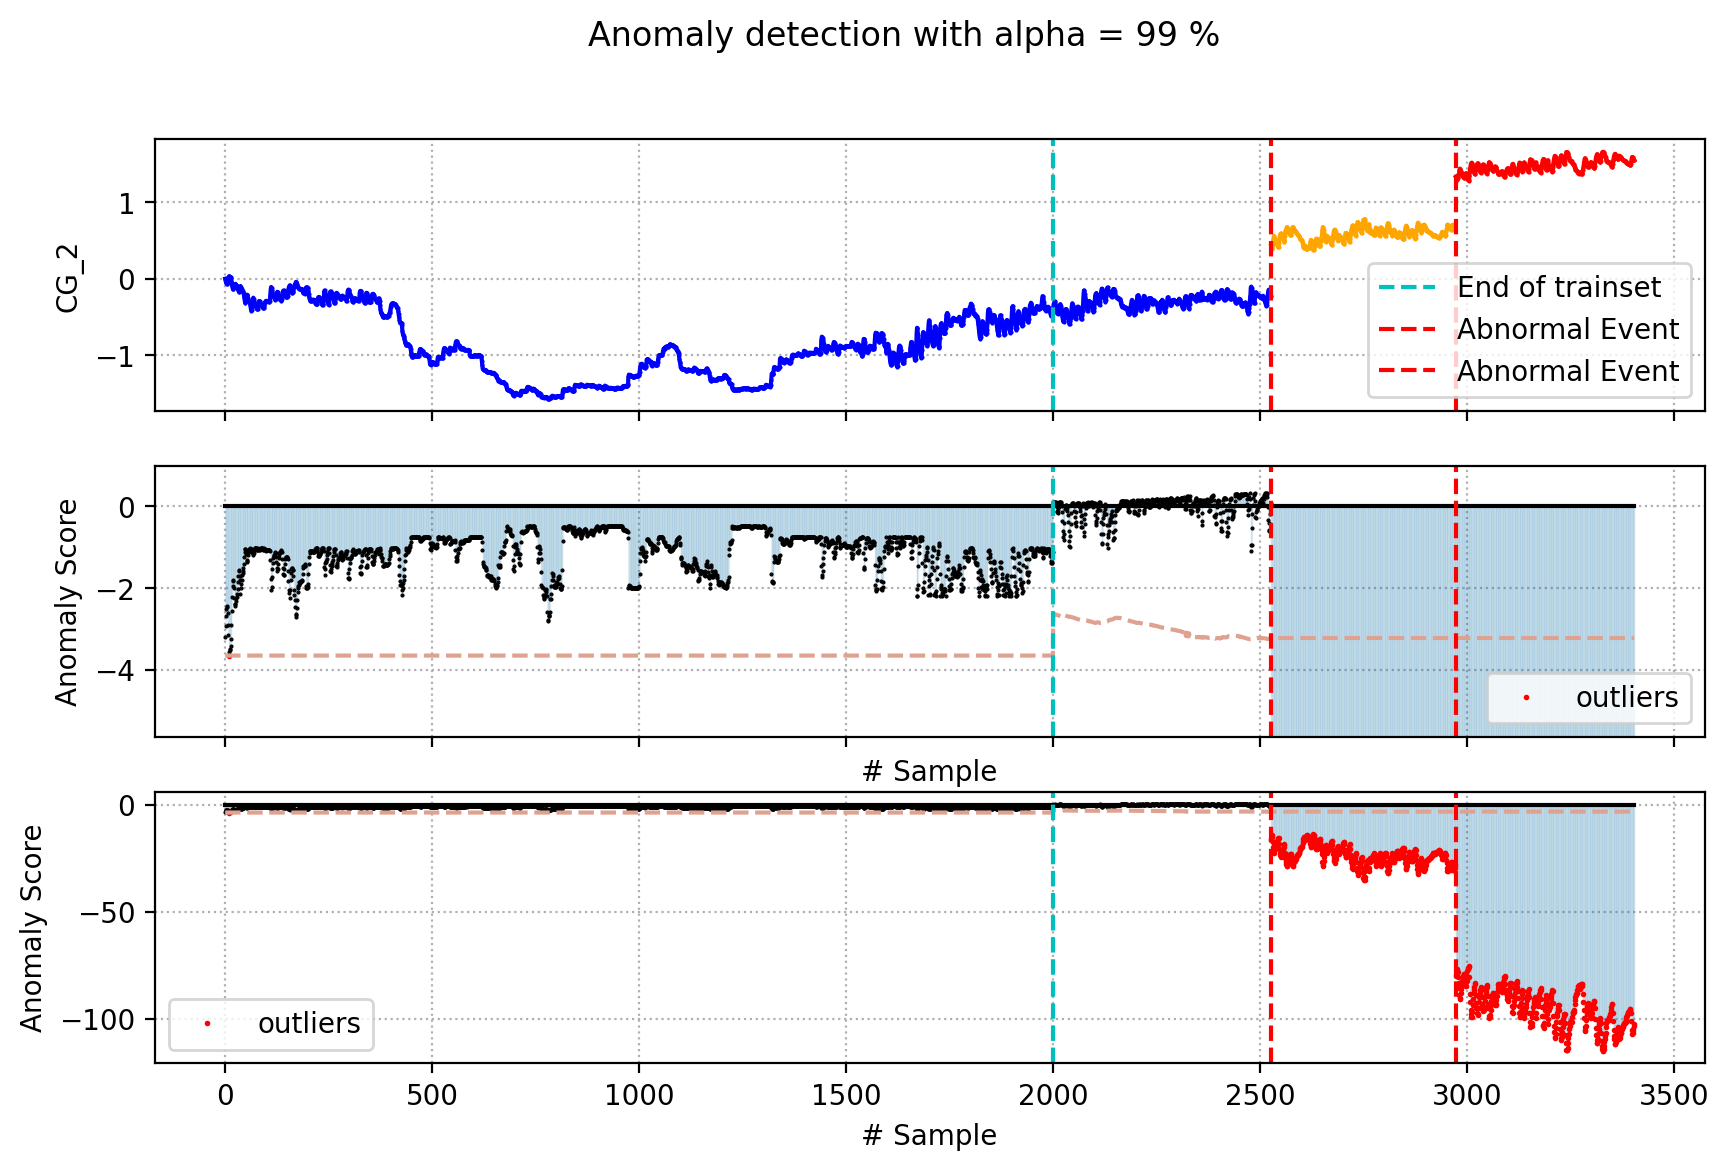 Anomaly detection with alpha = 99 %
CG_2
1
0
−1
End of trainset
Abnormal Event
Abnormal Event
Anomaly Score
0
−2
−4
outliers
# Sample
Anomaly Score
0
−50
−100
outliers
0 500 1000 1500 2000 2500 3000 3500
# Sample